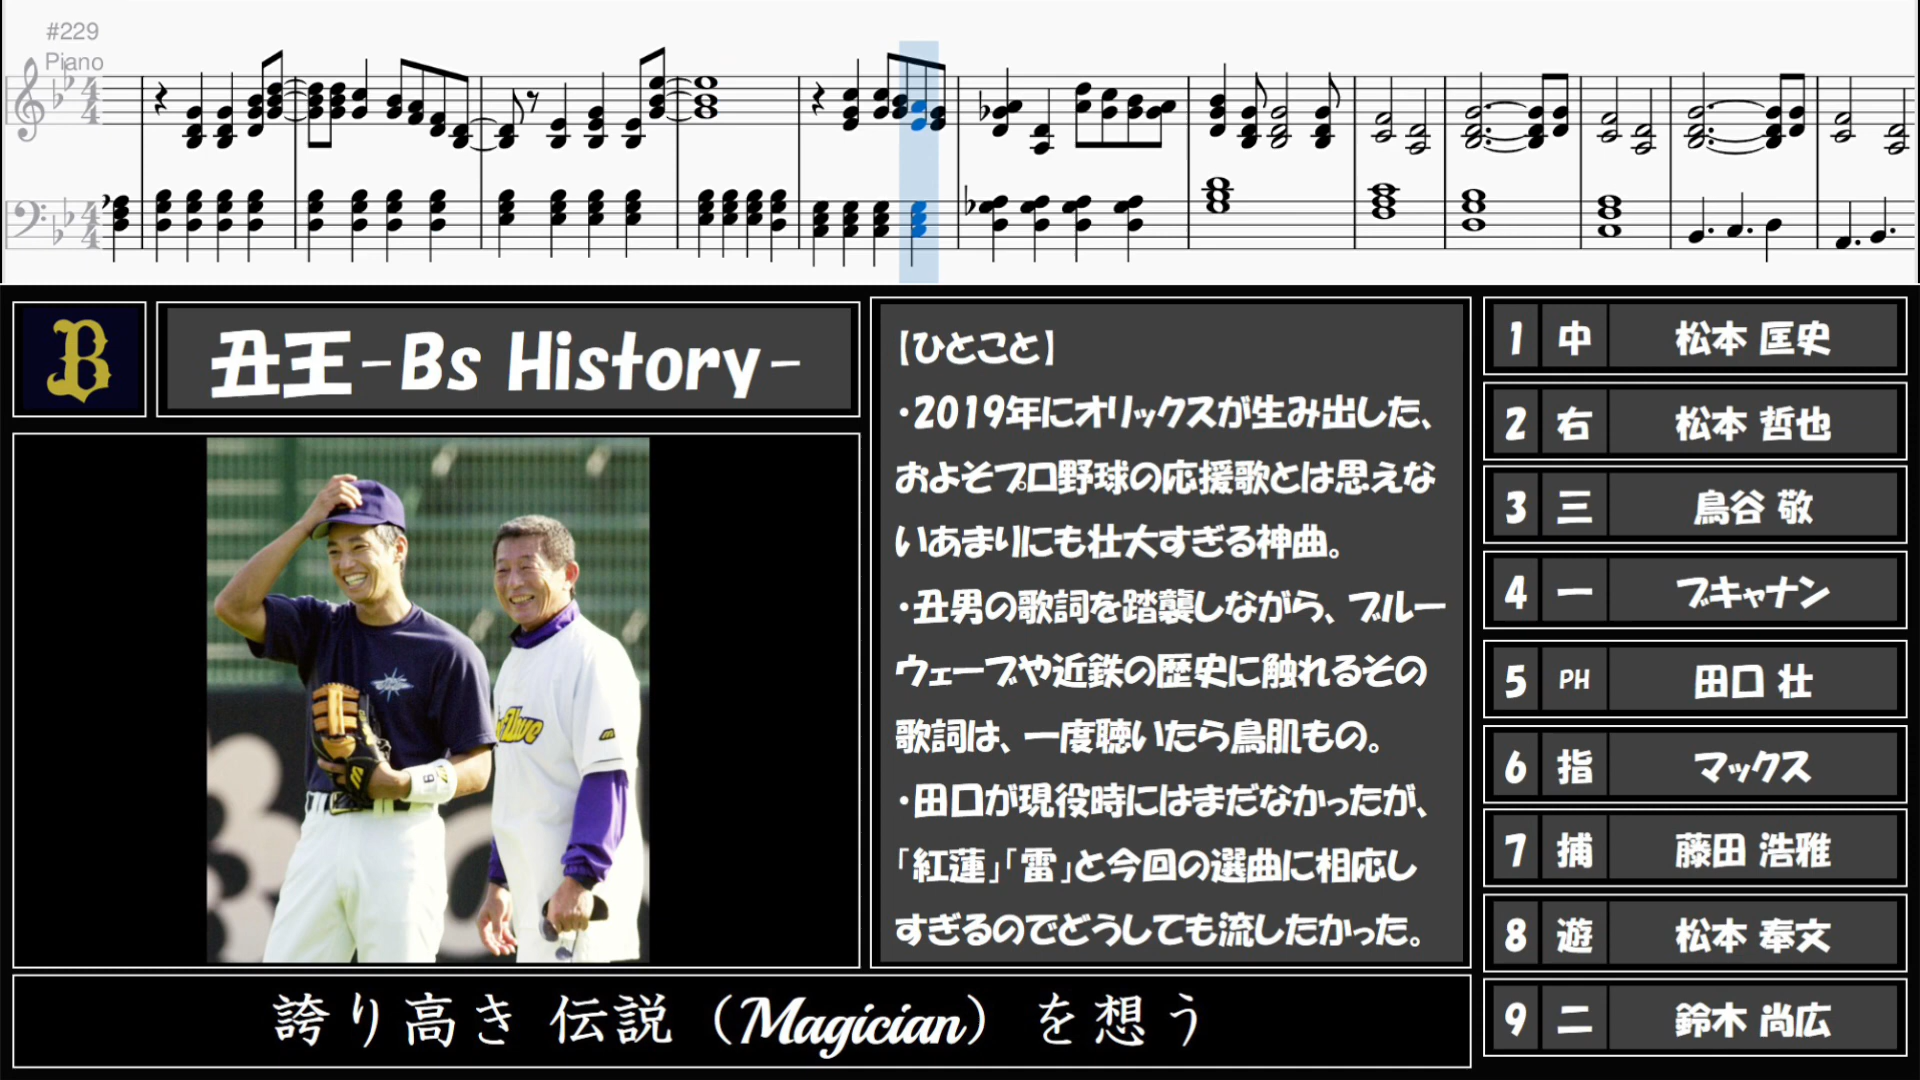 #229
Piano
B
丑王-Bs History-
【ひとこと】
・2019年にオリックスが生み出した、
およそプロ野球の応援歌とは思えな
いあまりにも壮大すぎる神曲。
・丑男の歌詞を踏襲しながら、ブルー
ウェーブや近鉄の歴史に触れるその
歌詞は、一度聴いたら鳥肌もの。
・田口が現役時にはまだなかったが、
「紅蓮」「雷」と今回の選曲に相応し
すぎるのでどうしても流したかった。
誇り高き 伝説（Magician）を想う
1 中 松本 匡史
2 右 松本 哲也
3 三 鳥谷 敬
4 一 ブキャナン
5 PH 田口 壮
6 指 マックス
7 捕 藤田 浩雅
8 遊 松本 奉文
9 二 鈴木 尚広